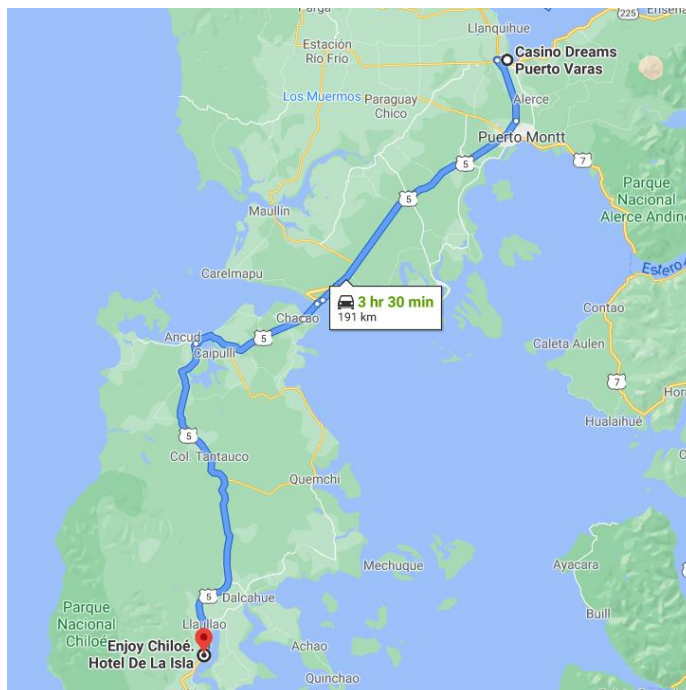 225
Ensena
Parga
Llanquihue
Estación
Río Frío
Casino Dreams
Puerto Varas
Los Muermos
Paraguay
Chico
Alerce
Puerto Montt
5
7
5
Parque
Nacional
Alerce Andino
Maullín
Estero
Carelmapu
3 hr 30 min
191 km
Contao
Chacao
Ancud
5
Caipulli
Caleta Aulen
7
Hor
Hualaihué
5
Col. Tantauco
Quemchi
Mechuque
Ayacara
5
Dalcahue
Buill
Parque
Nacional
Chiloé
Llaullao
Enjoy Chiloé.
Hotel De La Isla
Achao
Quinchao